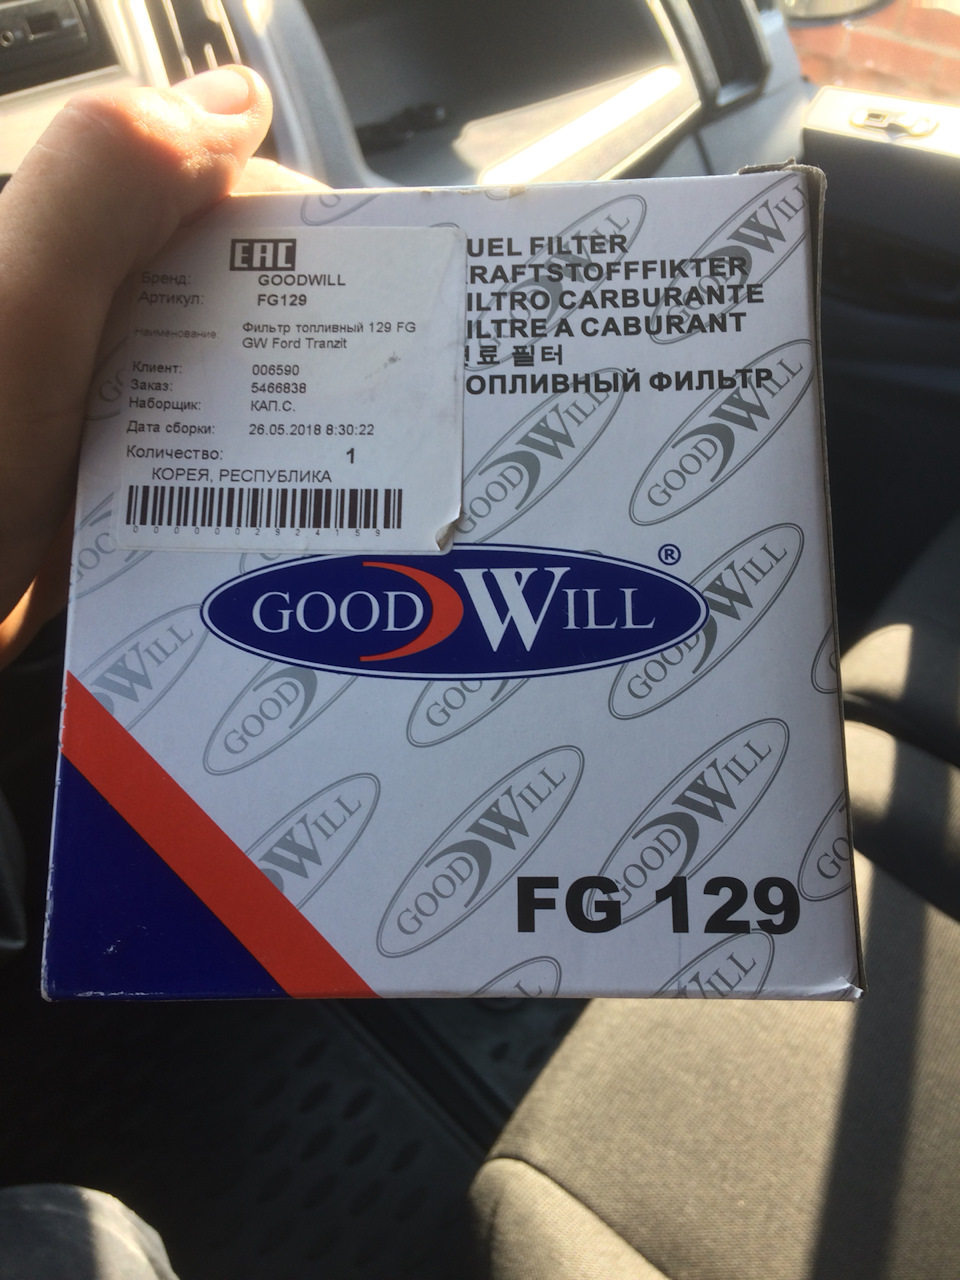 EAC
Бренд: GOODWILL
Артикул: FG129
Наименование: Фильтр топливный 129 FG
GW Ford Tranzit
Клиент: 006590
Заказ: 5466838
Наборщик: КАП.С.
Дата сборки: 26.05.2018 8:30:22
Количество: 1
КОРЕЯ, РЕСПУБЛИКА
0000002924159
UEL FILTER
RAFTSTOFFFIKTER
ILTRO CARBURANTE
ILTRE A CABURANT
료 필터
ОПЛИВНЫЙ ФИЛЬТР
GOODWILL ®
FG 129